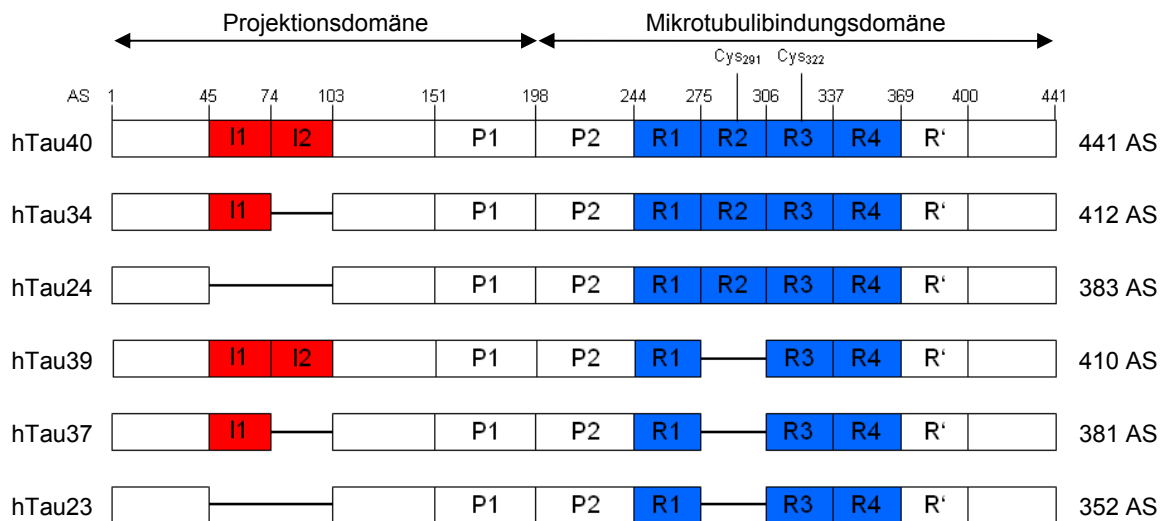 Projektionsdomäne Mikrotubulibindungsdomäne
Cys291 Cys322
AS 1 45 74 103 151 198 244 275 306 337 369 400 441
hTau40 I1 I2 P1 P2 R1 R2 R3 R4 R‘ 441 AS
hTau34 I1 P1 P2 R1 R2 R3 R4 R‘ 412 AS
hTau24 P1 P2 R1 R2 R3 R4 R‘ 383 AS
hTau39 I1 I2 P1 P2 R1 R3 R4 R‘ 410 AS
hTau37 I1 P1 P2 R1 R3 R4 R‘ 381 AS
hTau23 P1 P2 R1 R3 R4 R‘ 352 AS